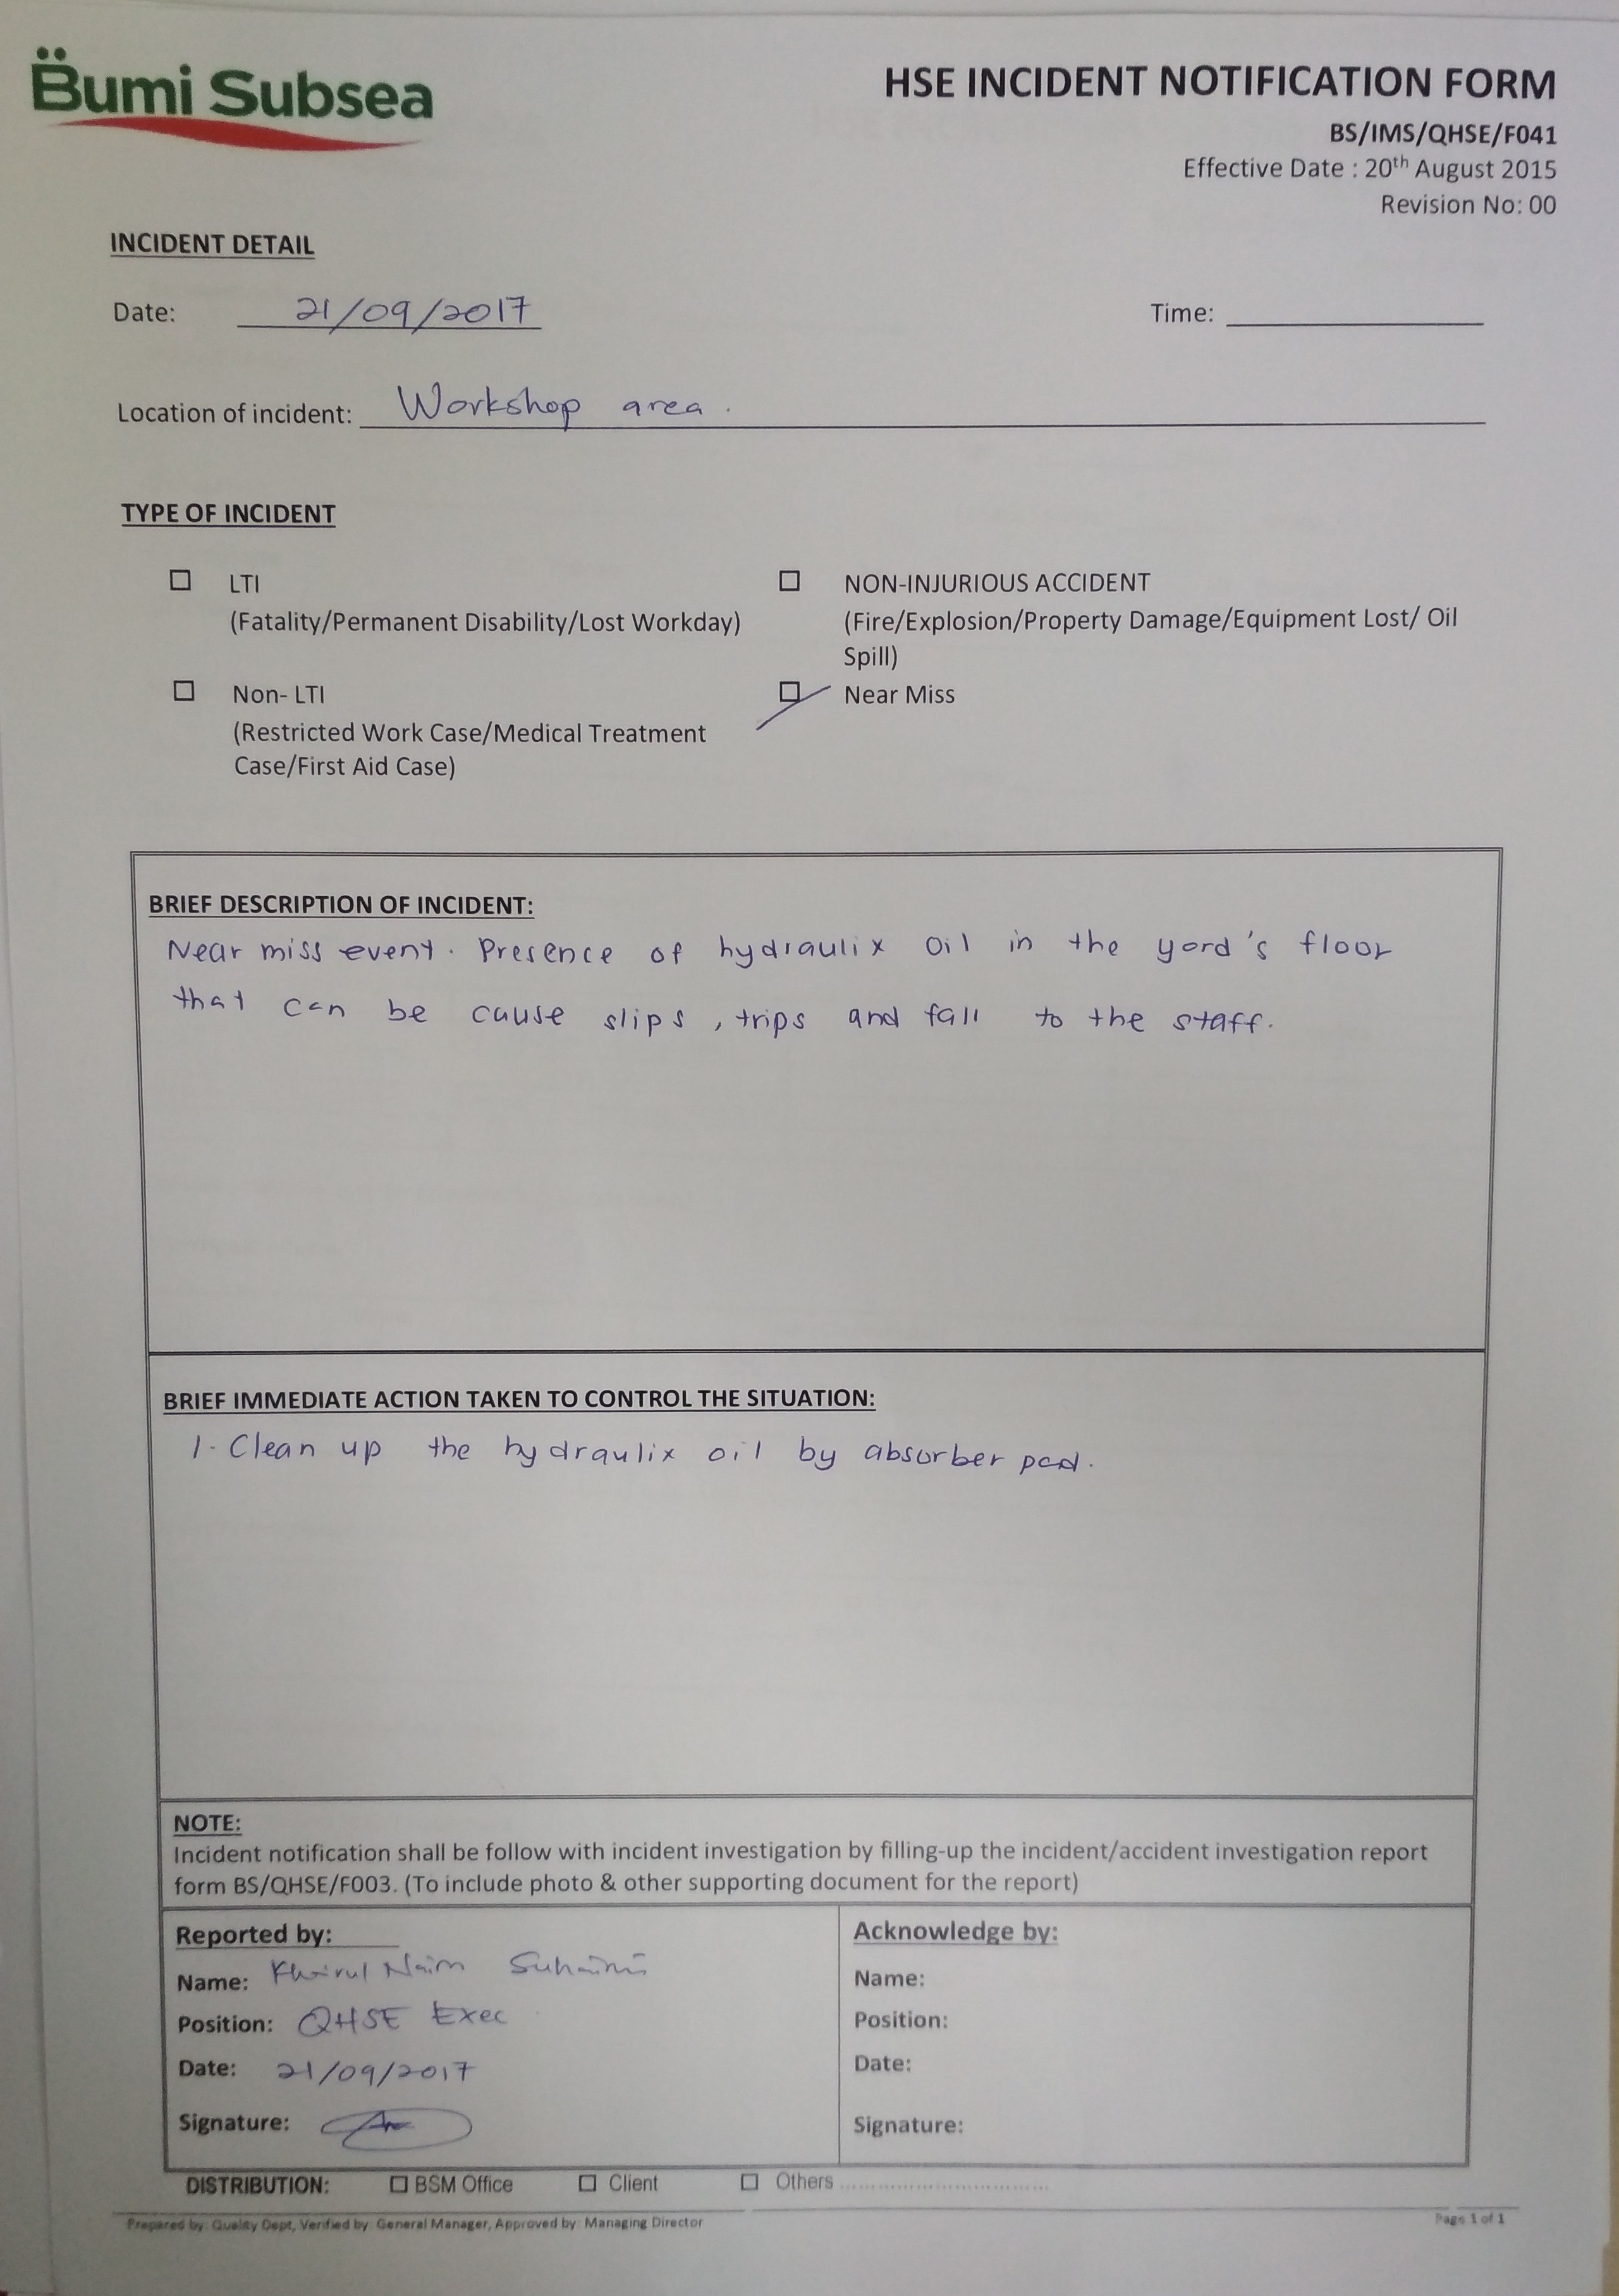 Bumi Subsea
HSE INCIDENT NOTIFICATION FORM
BS/IMS/QHSE/F041
Effective Date : 20th August 2015
Revision No: 00
INCIDENT DETAIL
Date: 21/09/2017 Time:
Location of incident: Workshop area.
TYPE OF INCIDENT
☐ LTI
(Fatality/Permanent Disability/Lost Workday)
☐ NON-INJURIOUS ACCIDENT
(Fire/Explosion/Property Damage/Equipment Lost/ Oil
Spill)
☐ Non- LTI
(Restricted Work Case/Medical Treatment
Case/First Aid Case)
☑ Near Miss
BRIEF DESCRIPTION OF INCIDENT:
Near miss event. Presence of hydraulix oil in the yard's floor
that can be cause slips, trips and fall to the staff.
BRIEF IMMEDIATE ACTION TAKEN TO CONTROL THE SITUATION:
1. Clean up the hydraulix oil by absorber pad.
NOTE:
Incident notification shall be follow with incident investigation by filling-up the incident/accident investigation report
form BS/QHSE/F003. (To include photo & other supporting document for the report)
Reported by:
Name: Khairul Naim Suhaimi
Position: QHSE Exec
Date: 21/09/2017
Signature:
Acknowledge by:
Name:
Position:
Date:
Signature:
DISTRIBUTION: ☐ BSM Office ☐ Client ☐ Others ........................................
Prepared by: Quality Dept, Verified by: General Manager, Approved by: Managing Director
Page 1 of 1